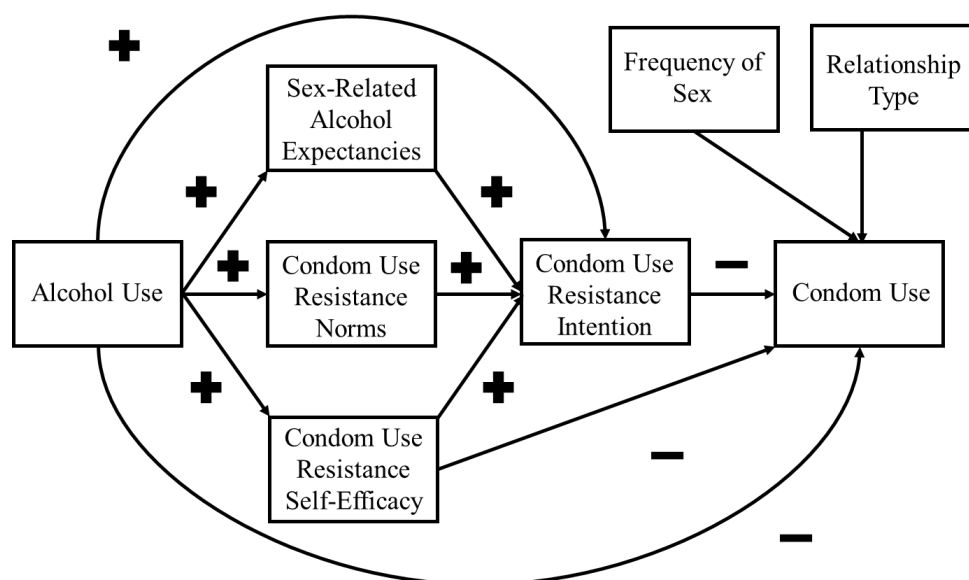 Frequency of
Sex
Relationship
Type
Sex-Related
Alcohol
Expectancies
Alcohol Use
Condom Use
Resistance
Norms
Condom Use
Resistance
Intention
Condom Use
Condom Use
Resistance
Self-Efficacy